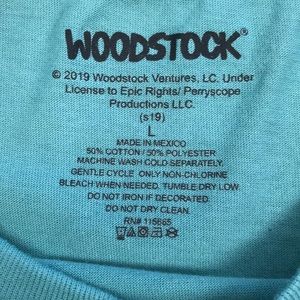 WOODSTOCK®
© 2019 Woodstock Ventures, LC. Under
License to Epic Rights/ Perryscope
Productions LLC.
(s19)
L
MADE IN MEXICO
50% COTTON / 50% POLYESTER
MACHINE WASH COLD SEPARATELY.
GENTLE CYCLE ONLY NON-CHLORINE
BLEACH WHEN NEEDED. TUMBLE DRY LOW
DO NOT IRON IF DECORATED.
DO NOT DRY CLEAN.
RN# 115665